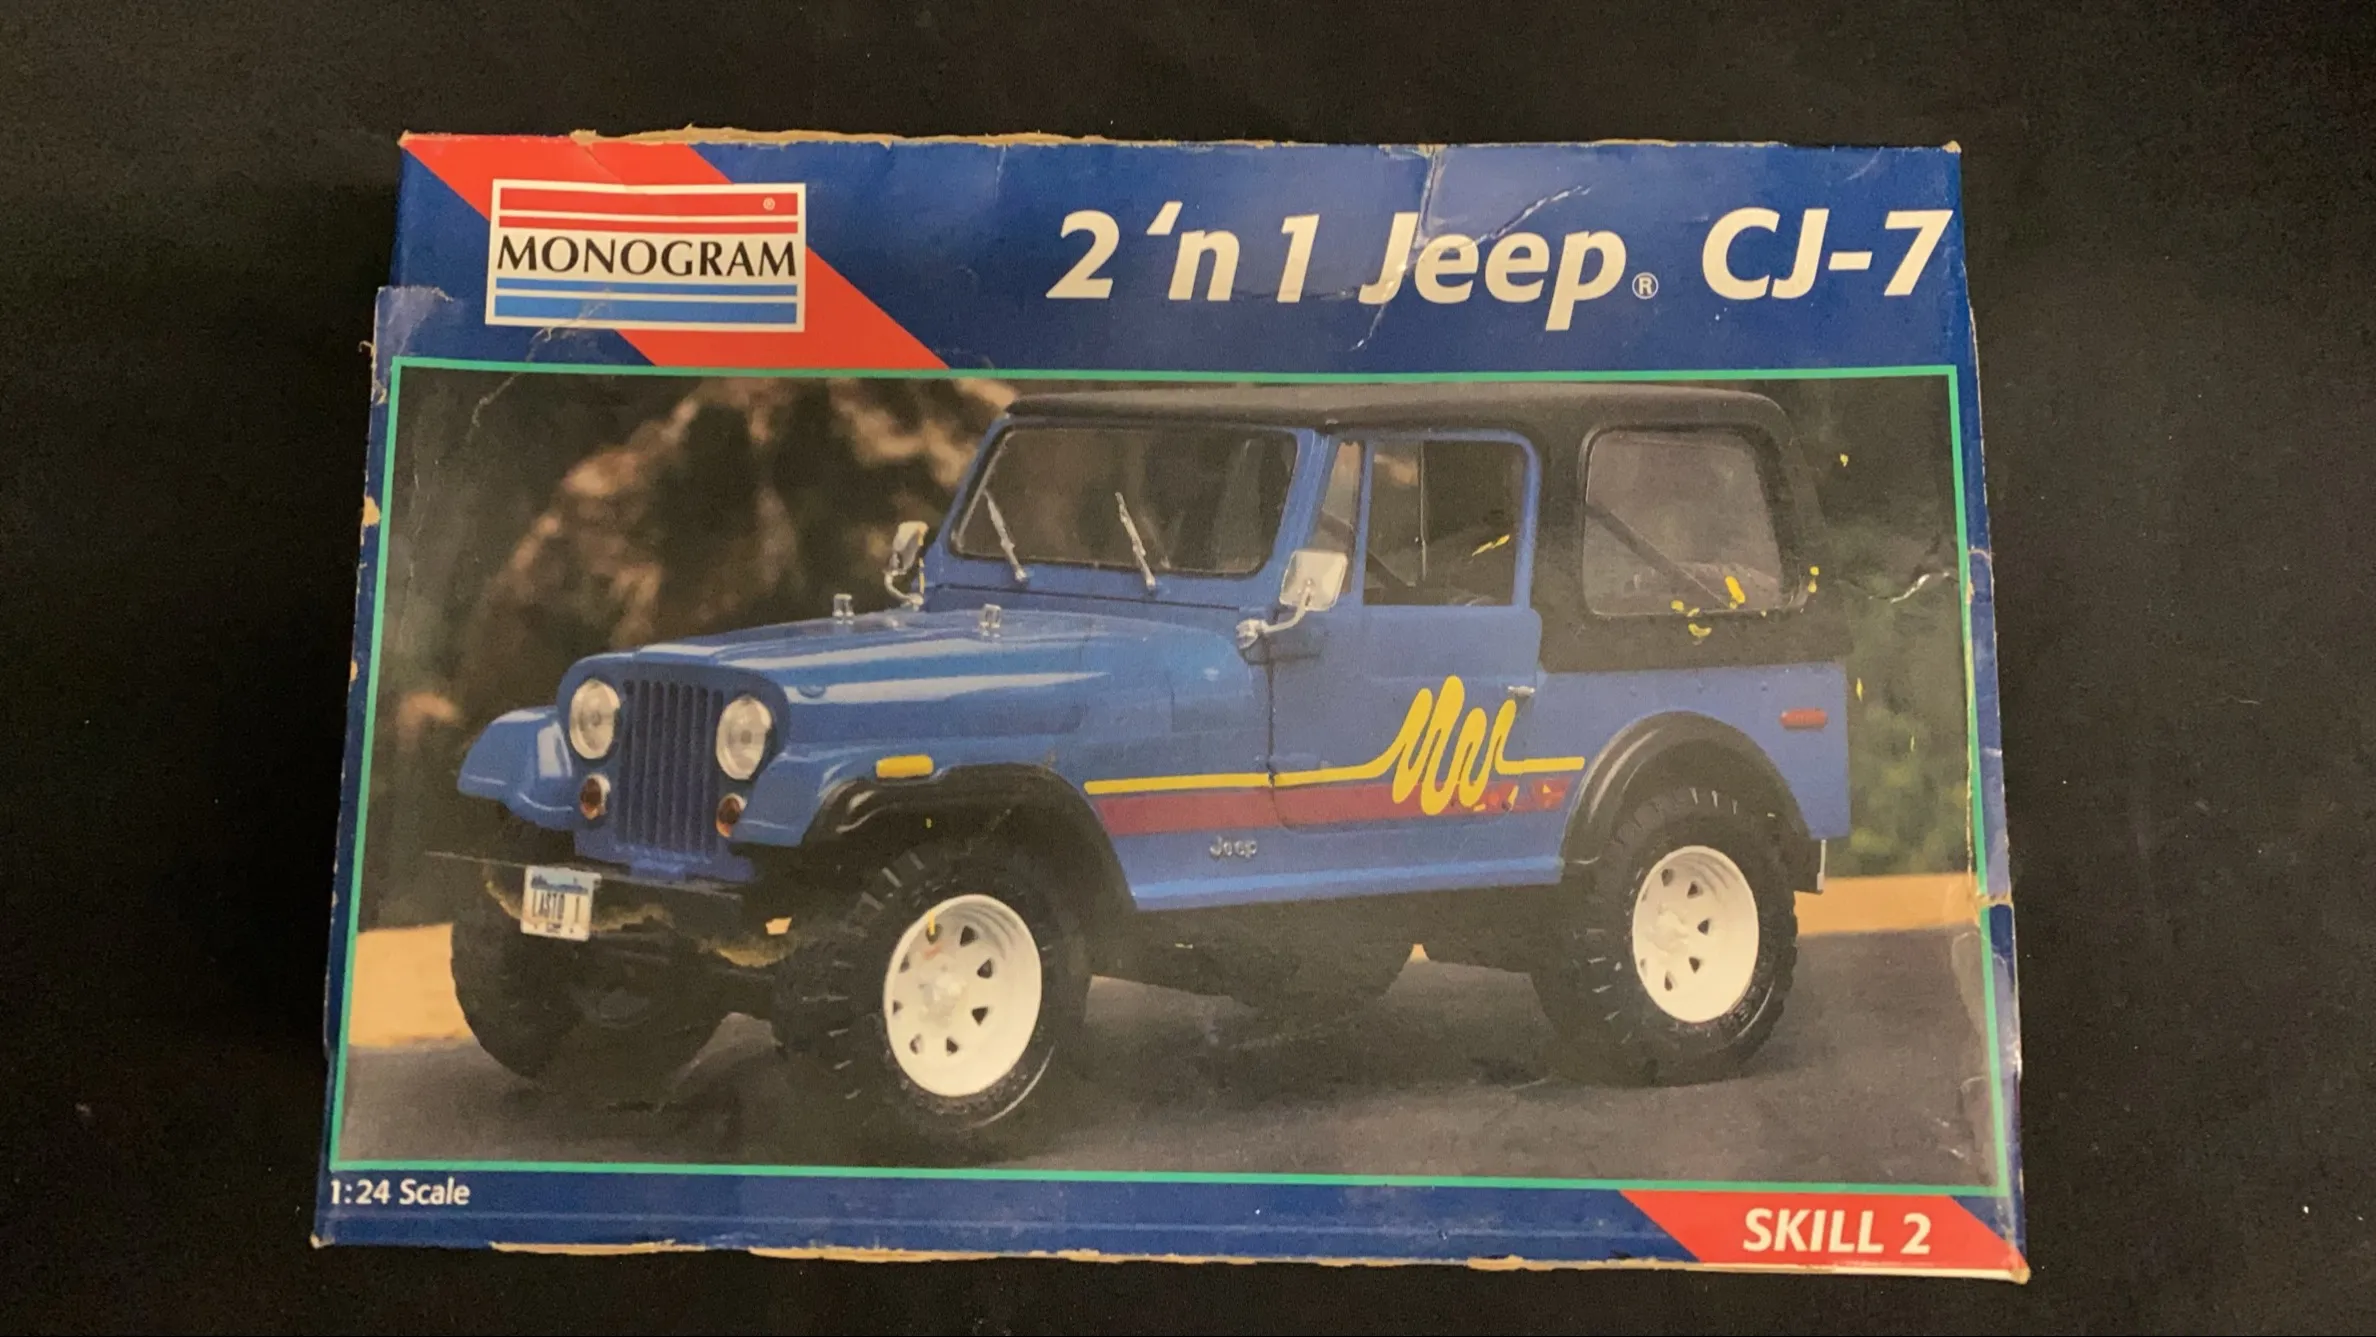 MONOGRAM ®
2 ‘n 1 Jeep® CJ-7
Jeep
1:24 Scale
SKILL 2